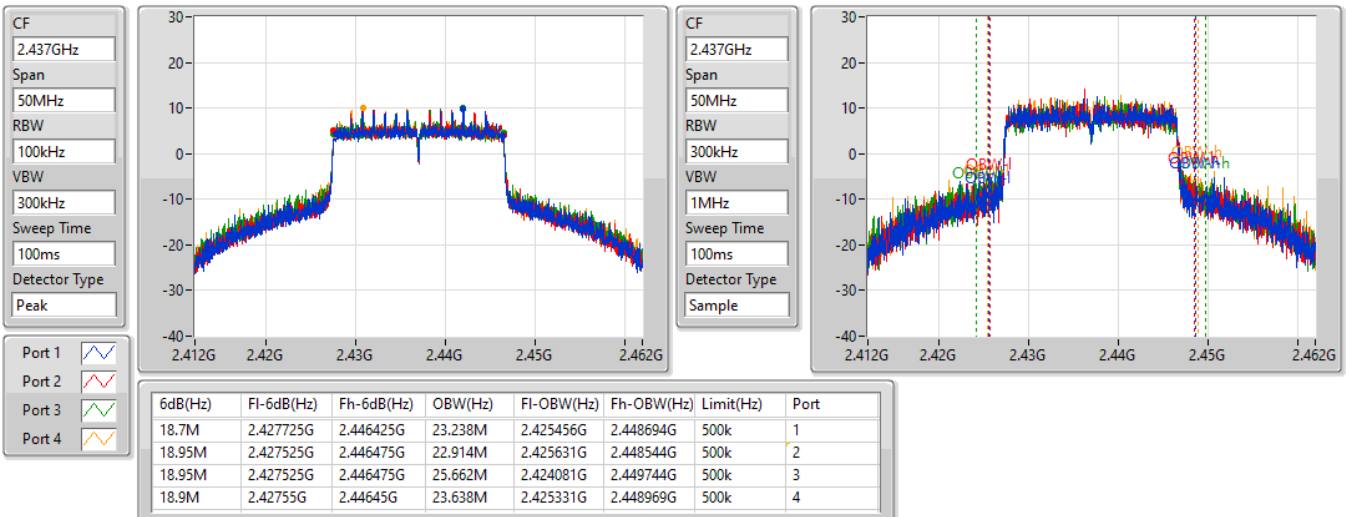 CF
2.437GHz
Span
50MHz
RBW
100kHz
VBW
300kHz
Sweep Time
100ms
Detector Type
Peak
30
20
10
0
-10
-20
-30
-40
2.412G 2.42G 2.43G 2.44G 2.45G 2.462G
CF
2.437GHz
Span
50MHz
RBW
300kHz
VBW
1MHz
Sweep Time
100ms
Detector Type
Sample
30
20
10
0
-10
-20
-30
-40
OBW-l
OBW-h
2.412G 2.42G 2.43G 2.44G 2.45G 2.462G
Port 1
Port 2
Port 3
Port 4
6dB(Hz) Fl-6dB(Hz) Fh-6dB(Hz) OBW(Hz) Fl-OBW(Hz) Fh-OBW(Hz) Limit(Hz) Port
18.7M 2.427725G 2.446425G 23.238M 2.425456G 2.448694G 500k 1
18.95M 2.427525G 2.446475G 22.914M 2.425631G 2.448544G 500k 2
18.95M 2.427525G 2.446475G 25.662M 2.424081G 2.449744G 500k 3
18.9M 2.42755G 2.44645G 23.638M 2.425331G 2.448969G 500k 4